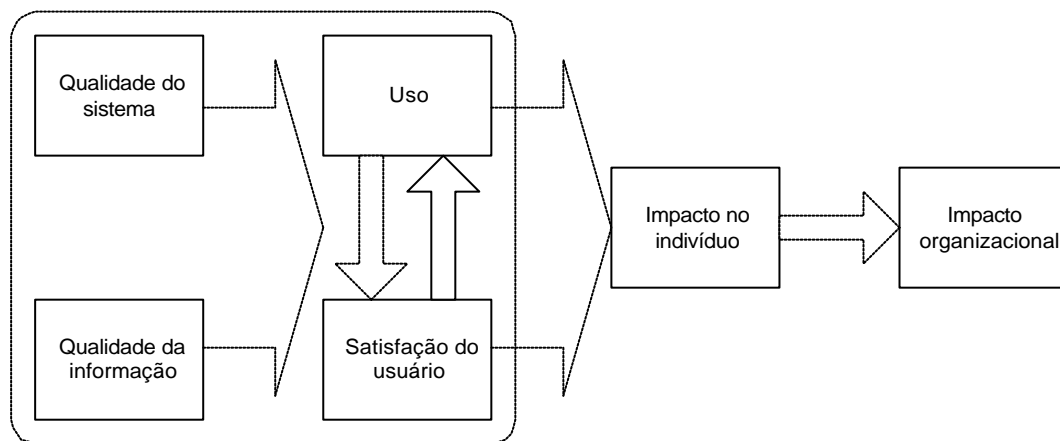 Qualidade do
sistema
Uso
Impacto no
indivíduo
Impacto
organizacional
Qualidade da
informação
Satisfação do
usuário